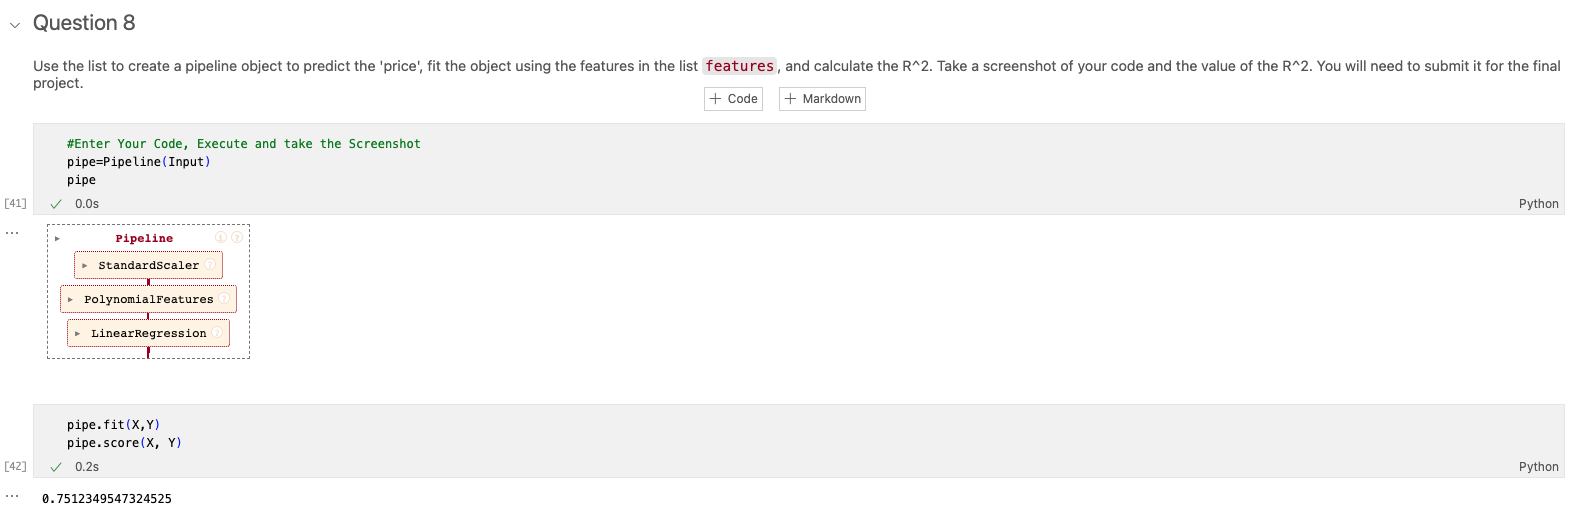 Question 8
Use the list to create a pipeline object to predict the 'price', fit the object using the features in the list features, and calculate the R^2. Take a screenshot of your code and the value of the R^2. You will need to submit it for the final
project.
+ Code + Markdown
#Enter Your Code, Execute and take the Screenshot
pipe=Pipeline(Input)
pipe
[41] ✓ 0.0s Python
... Pipeline i ?
StandardScaler ?
PolynomialFeatures ?
LinearRegression ?
pipe.fit(X,Y)
pipe.score(X, Y)
[42] ✓ 0.2s Python
... 0.7512349547324525